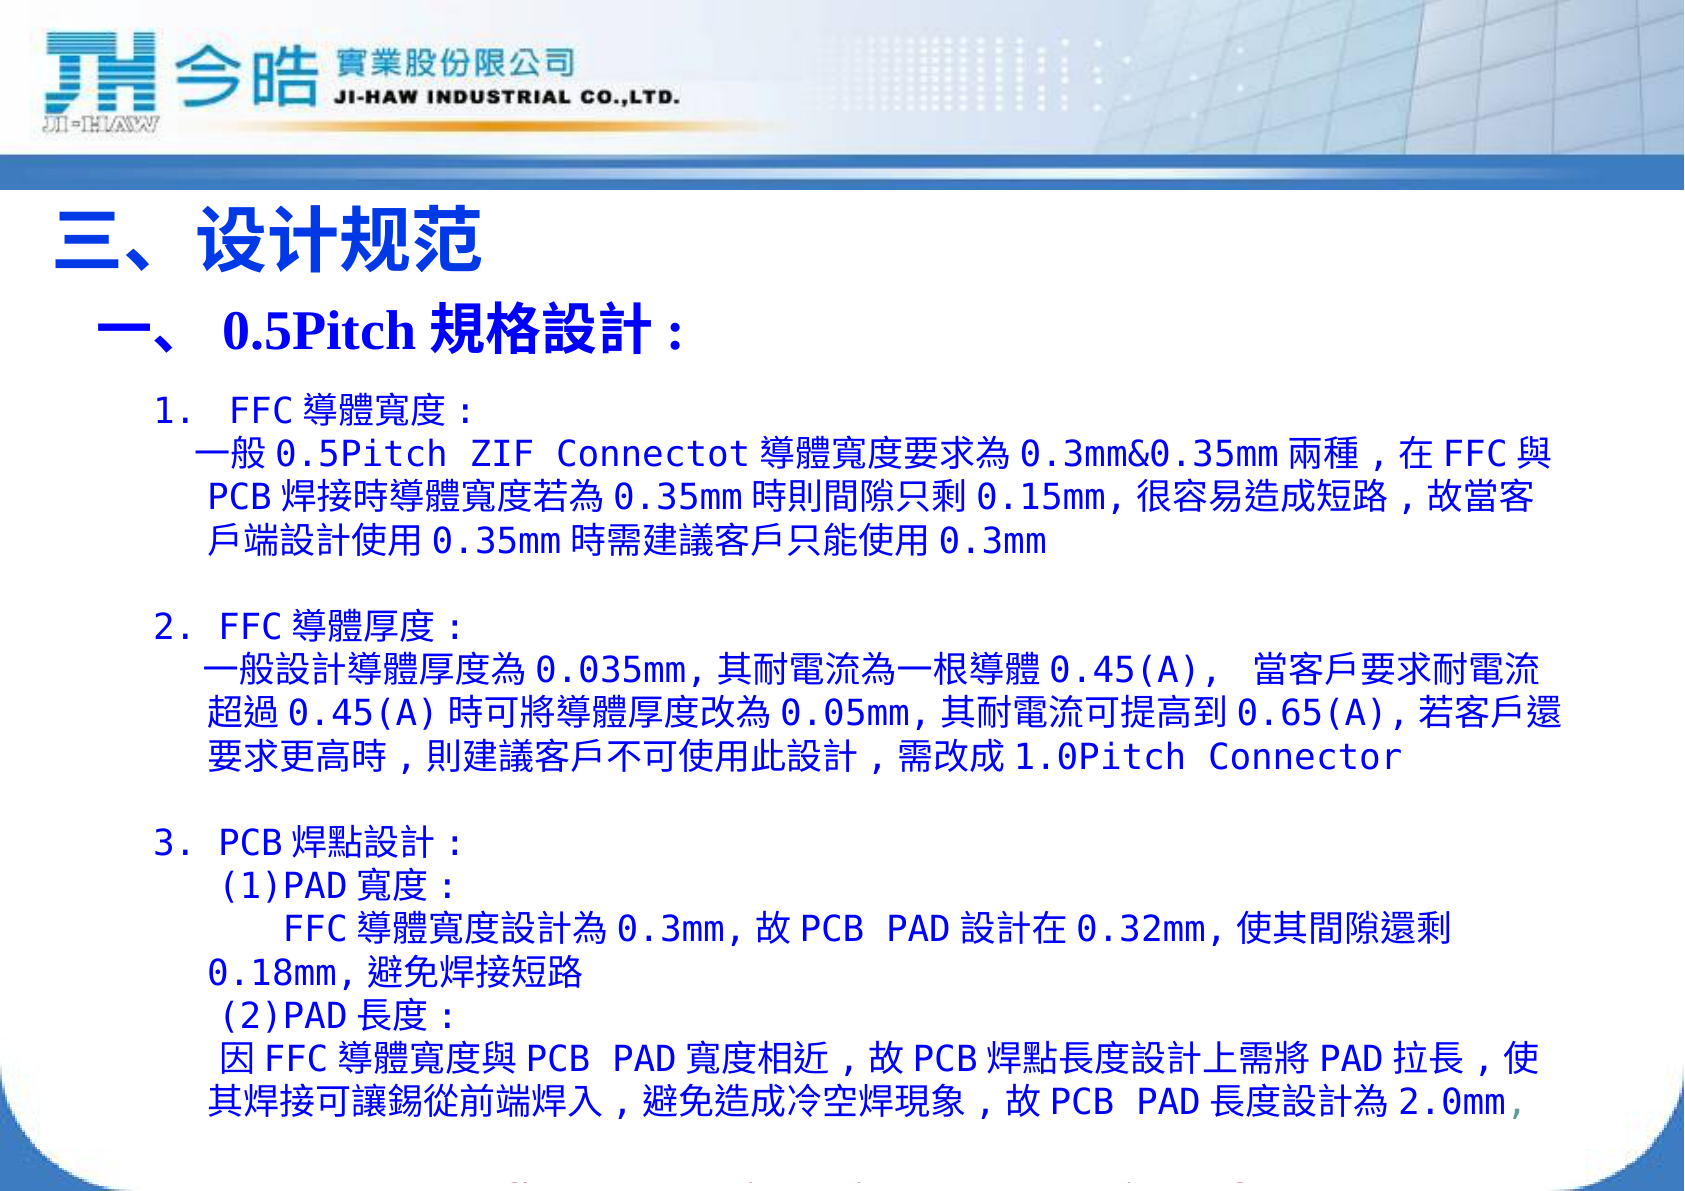 JH 今皓 實業股份限公司
JI-HAW INDUSTRIAL CO.,LTD.
JI-HAW
三、设计规范
一、 0.5Pitch 規格設計 :
1. FFC 導體寬度 :
一般 0.5Pitch ZIF Connectot 導體寬度要求為 0.3mm&0.35mm 兩種 , 在 FFC 與
PCB 焊接時導體寬度若為 0.35mm 時則間隙只剩 0.15mm, 很容易造成短路 , 故當客
戶端設計使用 0.35mm 時需建議客戶只能使用 0.3mm
2. FFC 導體厚度 :
一般設計導體厚度為 0.035mm, 其耐電流為一根導體 0.45(A), 當客戶要求耐電流
超過 0.45(A) 時可將導體厚度改為 0.05mm, 其耐電流可提高到 0.65(A), 若客戶還
要求更高時 , 則建議客戶不可使用此設計 , 需改成 1.0Pitch Connector
3. PCB 焊點設計 :
(1)PAD 寬度 :
FFC 導體寬度設計為 0.3mm, 故 PCB PAD 設計在 0.32mm, 使其間隙還剩
0.18mm, 避免焊接短路
(2)PAD 長度 :
因 FFC 導體寬度與 PCB PAD 寬度相近 , 故 PCB 焊點長度設計上需將 PAD 拉長 , 使
其焊接可讓錫從前端焊入 , 避免造成冷空焊現象 , 故 PCB PAD 長度設計為 2.0mm,